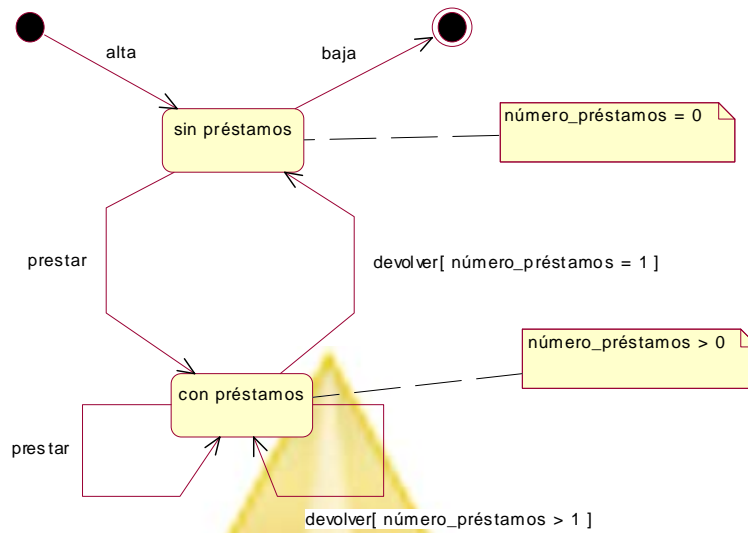 alta
baja
sin préstamos
número_préstamos = 0
prestar
devolver[ número_préstamos = 1 ]
número_préstamos > 0
con préstamos
prestar
devolver[ número_préstamos > 1 ]